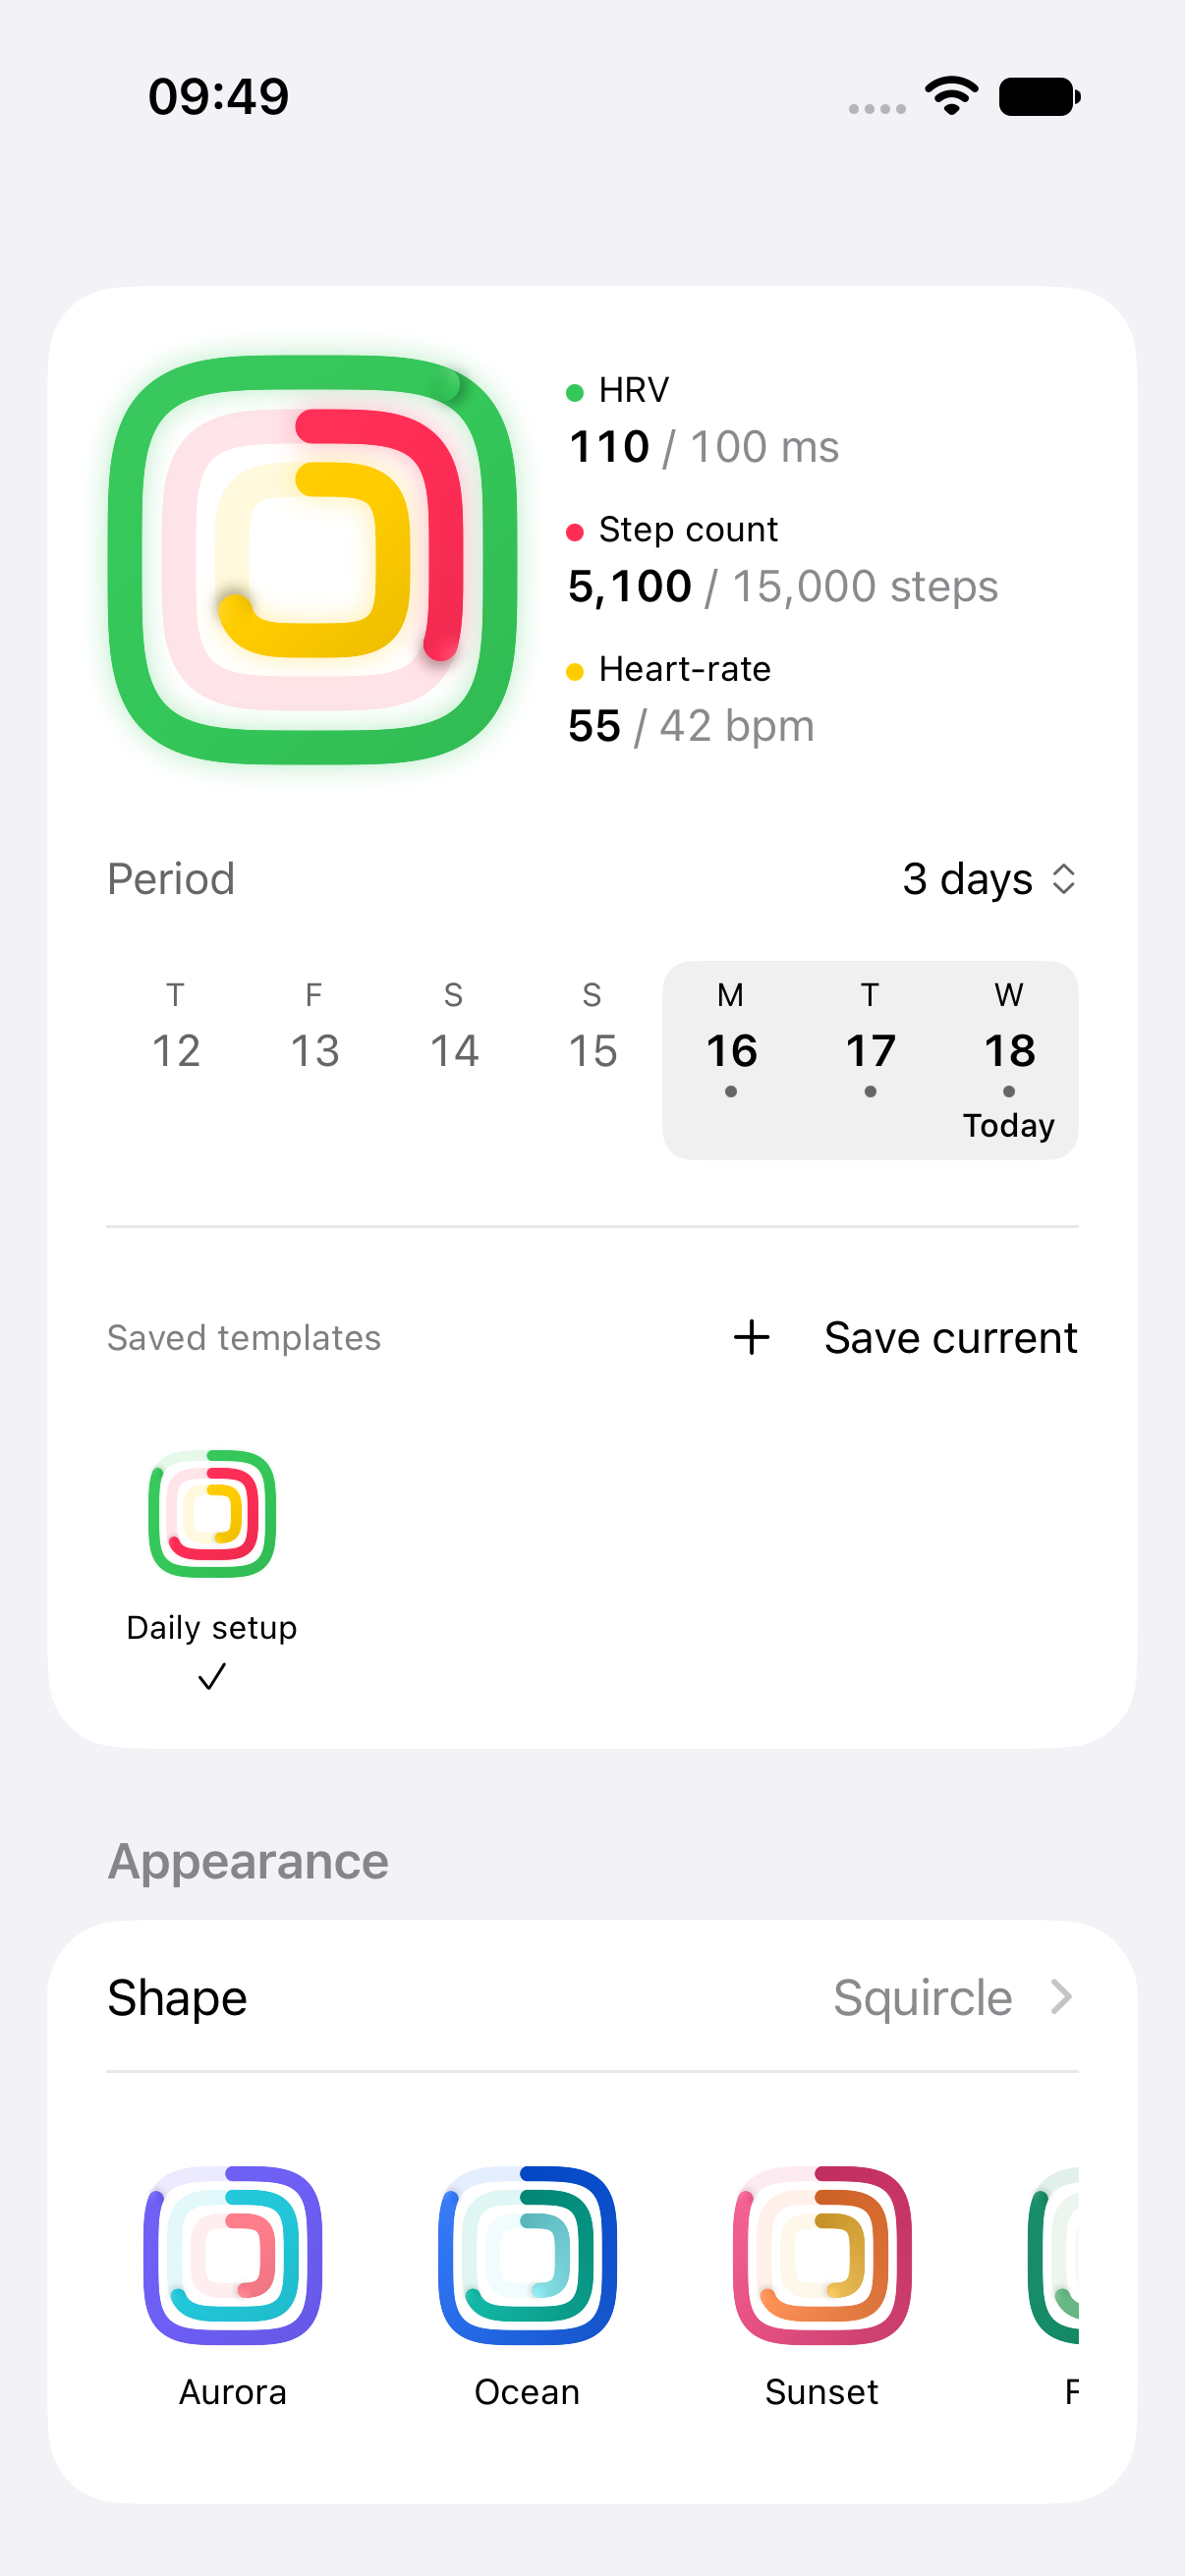 09:49
HRV
110 / 100 ms
Step count
5,100 / 15,000 steps
Heart-rate
55 / 42 bpm
Period
3 days
T F S S M T W
12 13 14 15 16 17 18
Today
Saved templates
Save current
Daily setup
Appearance
Shape
Squircle
Aurora
Ocean
Sunset
F